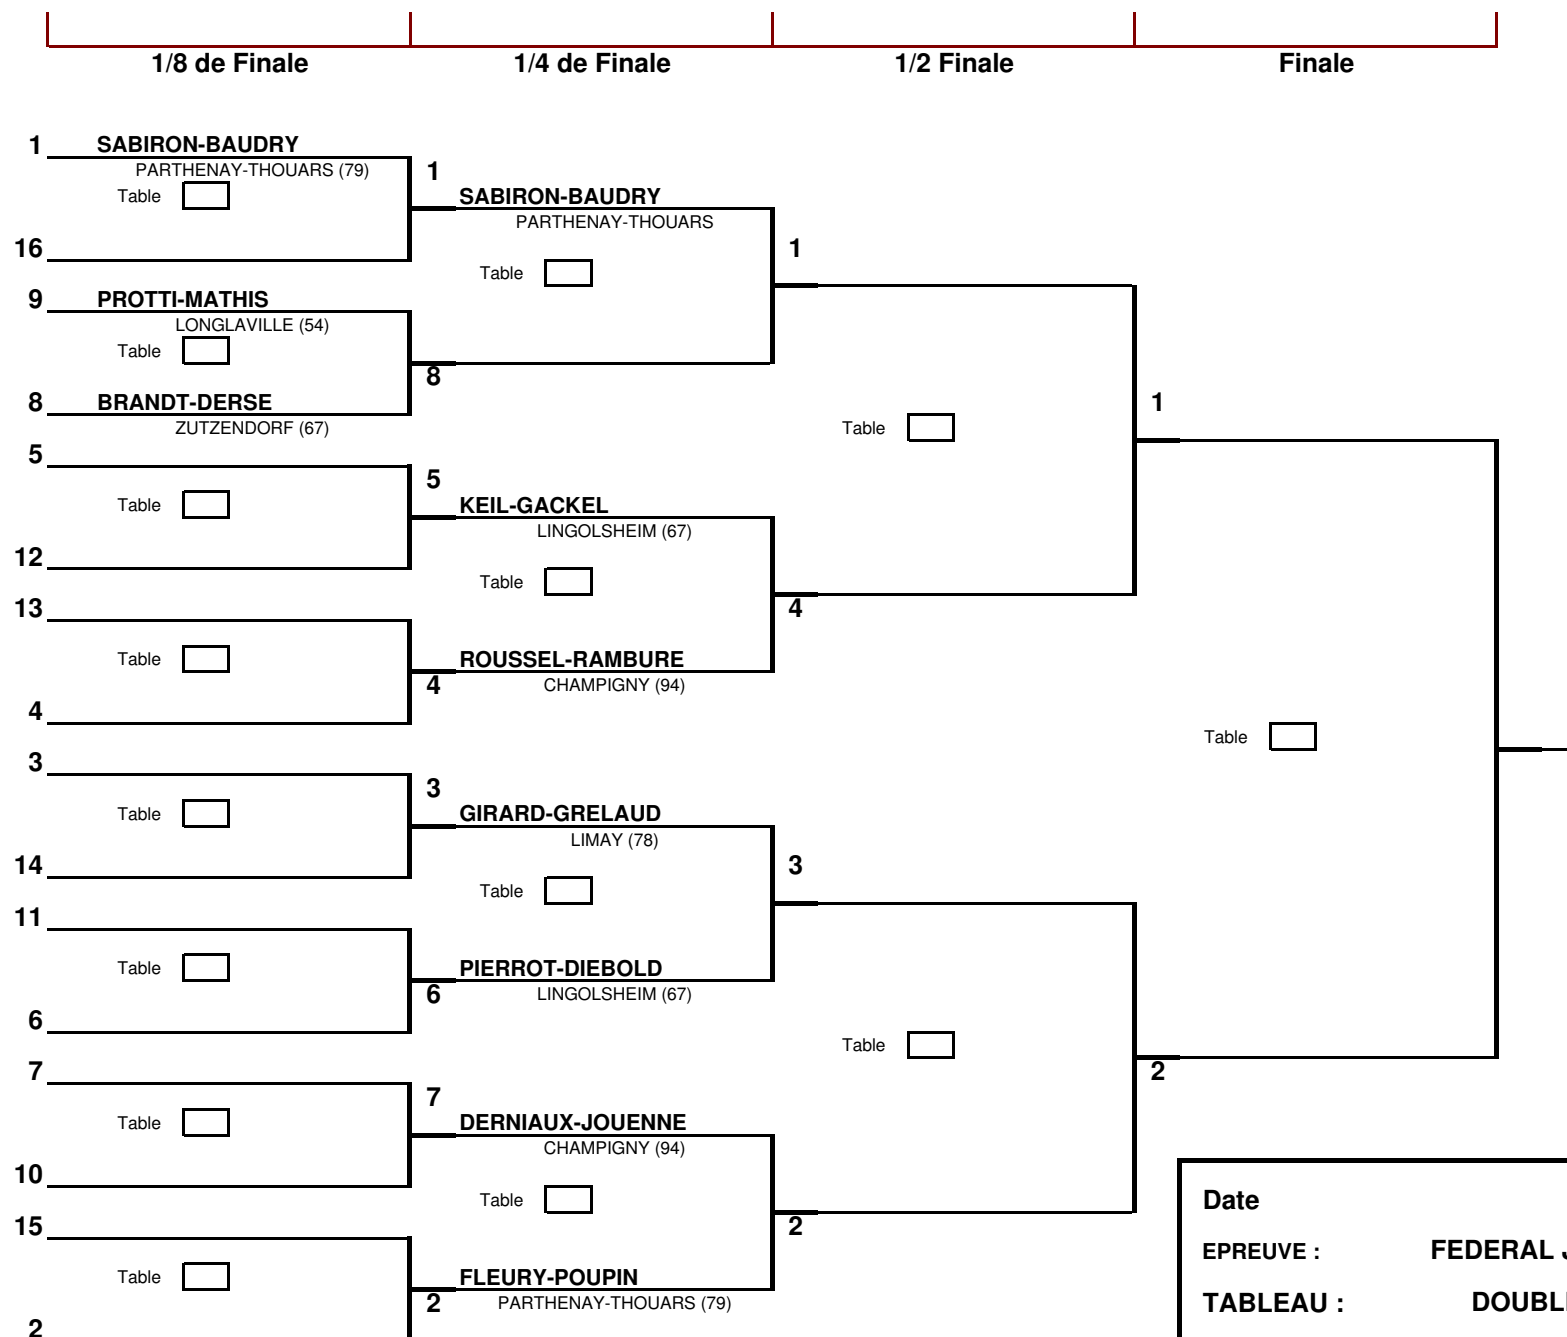 1/8 de Finale 1/4 de Finale 1/2 Finale Finale
1 SABIRON-BAUDRY
PARTHENAY-THOUARS (79) 1
Table SABIRON-BAUDRY
PARTHENAY-THOUARS
16 1
Table
9 PROTTI-MATHIS
LONGLAVILLE (54)
Table
8
8 BRANDT-DERSE 1
ZUTZENDORF (67) Table
5
5
Table KEIL-GACKEL
LINGOLSHEIM (67)
12
Table
13 4
Table ROUSSEL-RAMBURE
4 CHAMPIGNY (94)
4
Table
3
3
Table GIRARD-GRELAUD
LIMAY (78)
14 3
Table
11
Table PIERROT-DIEBOLD
6 LINGOLSHEIM (67)
6
Table
7 2
7
Table DERNIAUX-JOUENNE
CHAMPIGNY (94)
10
Table Date
15 2
EPREUVE : FEDERAL
Table FLEURY-POUPIN
2 PARTHENAY-THOUARS (79) TABLEAU : DOUBL
2